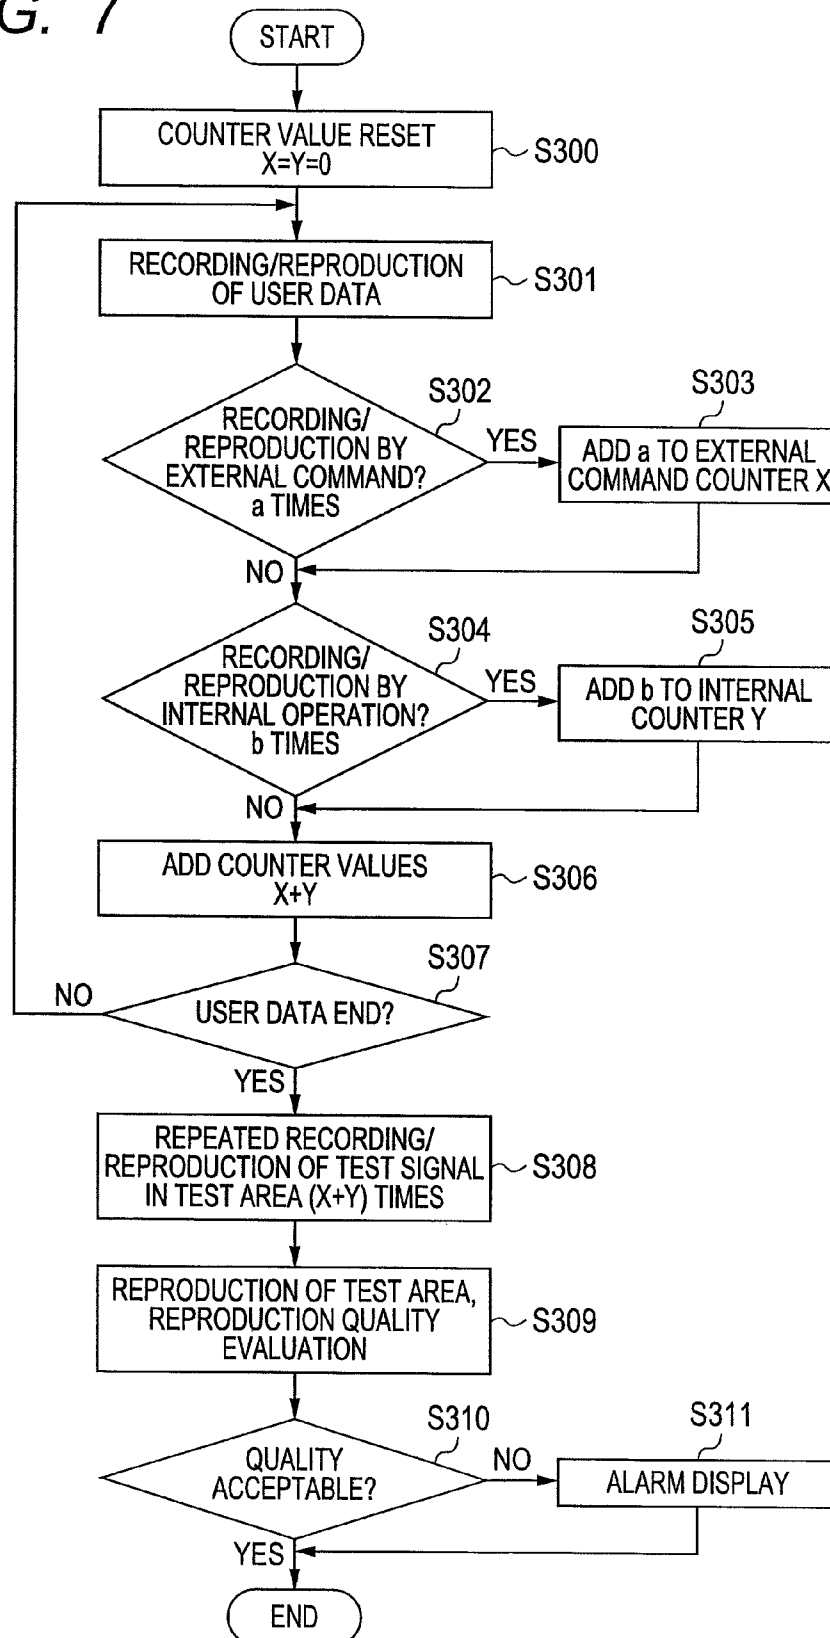 G. 7
START
COUNTER VALUE RESET
X=Y=0
S300
RECORDING/REPRODUCTION
OF USER DATA
S301
RECORDING/
REPRODUCTION BY
EXTERNAL COMMAND?
a TIMES
S302
YES
S303
ADD a TO EXTERNAL
COMMAND COUNTER X
NO
RECORDING/
REPRODUCTION BY
INTERNAL OPERATION?
b TIMES
S304
YES
S305
ADD b TO INTERNAL
COUNTER Y
NO
ADD COUNTER VALUES
X+Y
S306
S307
NO
USER DATA END?
YES
REPEATED RECORDING/
REPRODUCTION OF TEST SIGNAL
IN TEST AREA (X+Y) TIMES
S308
REPRODUCTION OF TEST AREA,
REPRODUCTION QUALITY
EVALUATION
S309
S310
QUALITY
ACCEPTABLE?
NO
S311
ALARM DISPLAY
YES
END